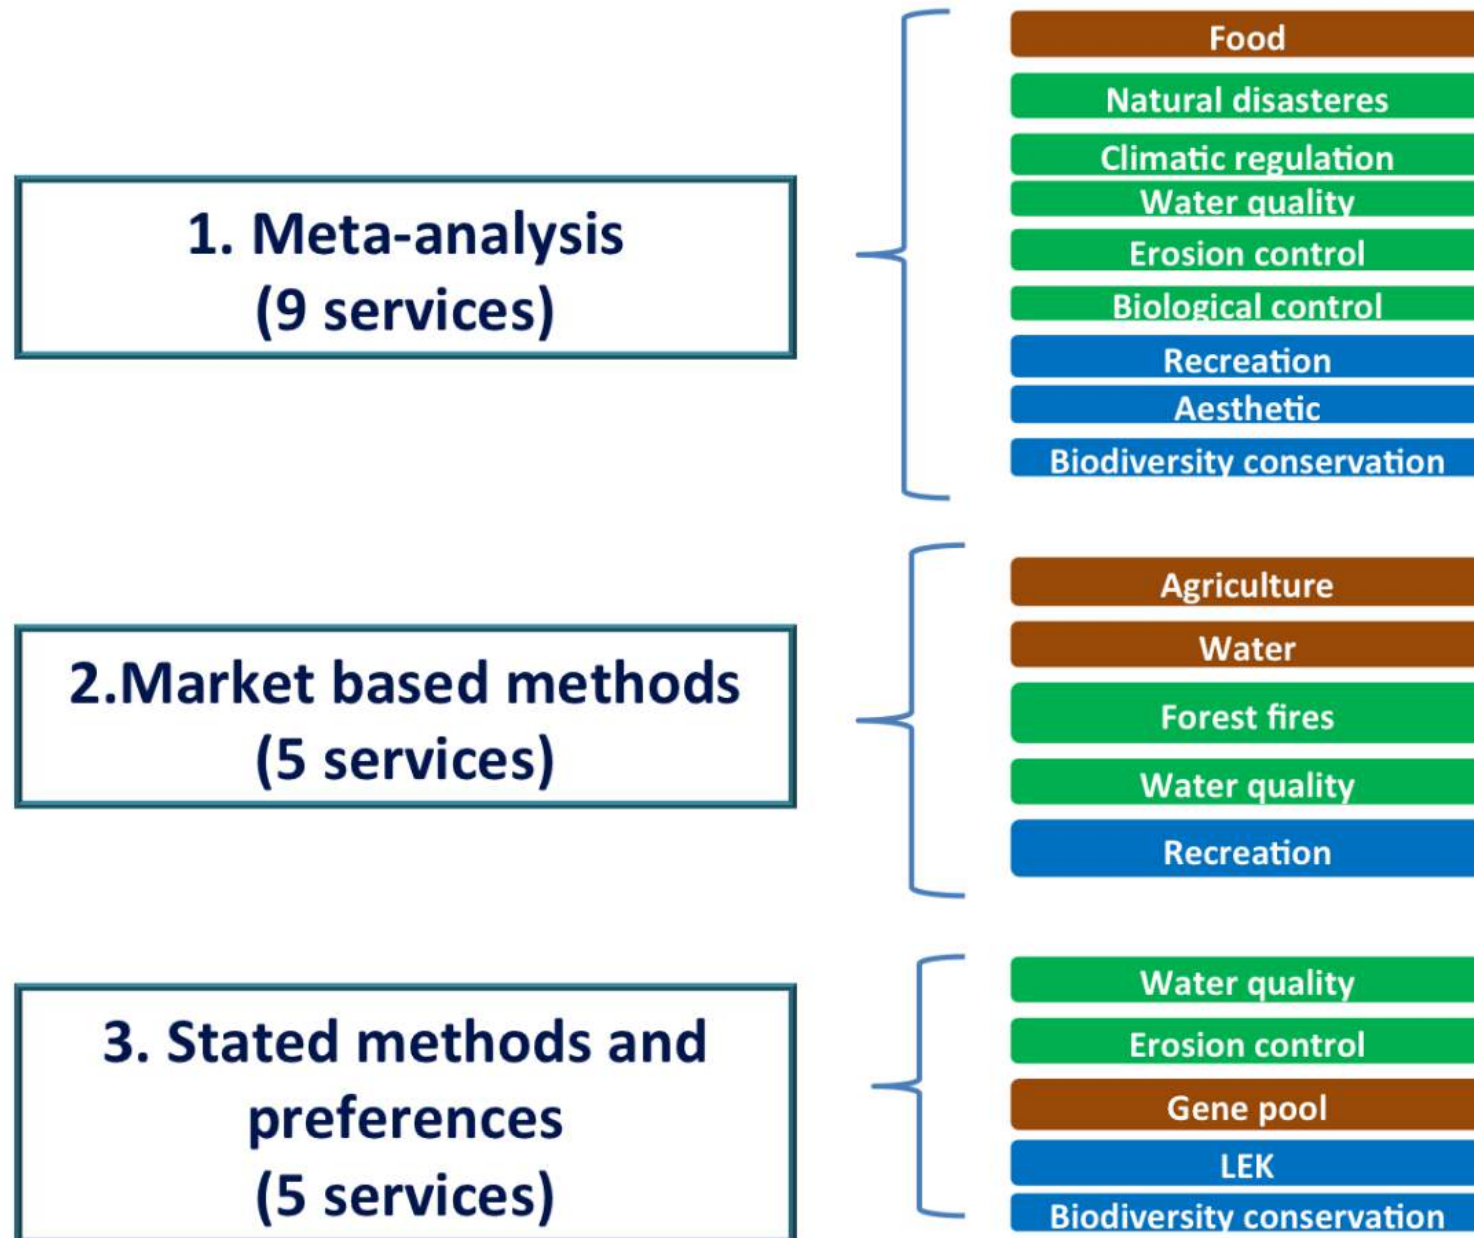 1. Meta-analysis
(9 services)
Food
Natural disasteres
Climatic regulation
Water quality
Erosion control
Biological control
Recreation
Aesthetic
Biodiversity conservation
2.Market based methods
(5 services)
Agriculture
Water
Forest fires
Water quality
Recreation
3. Stated methods and
preferences
(5 services)
Water quality
Erosion control
Gene pool
LEK
Biodiversity conservation